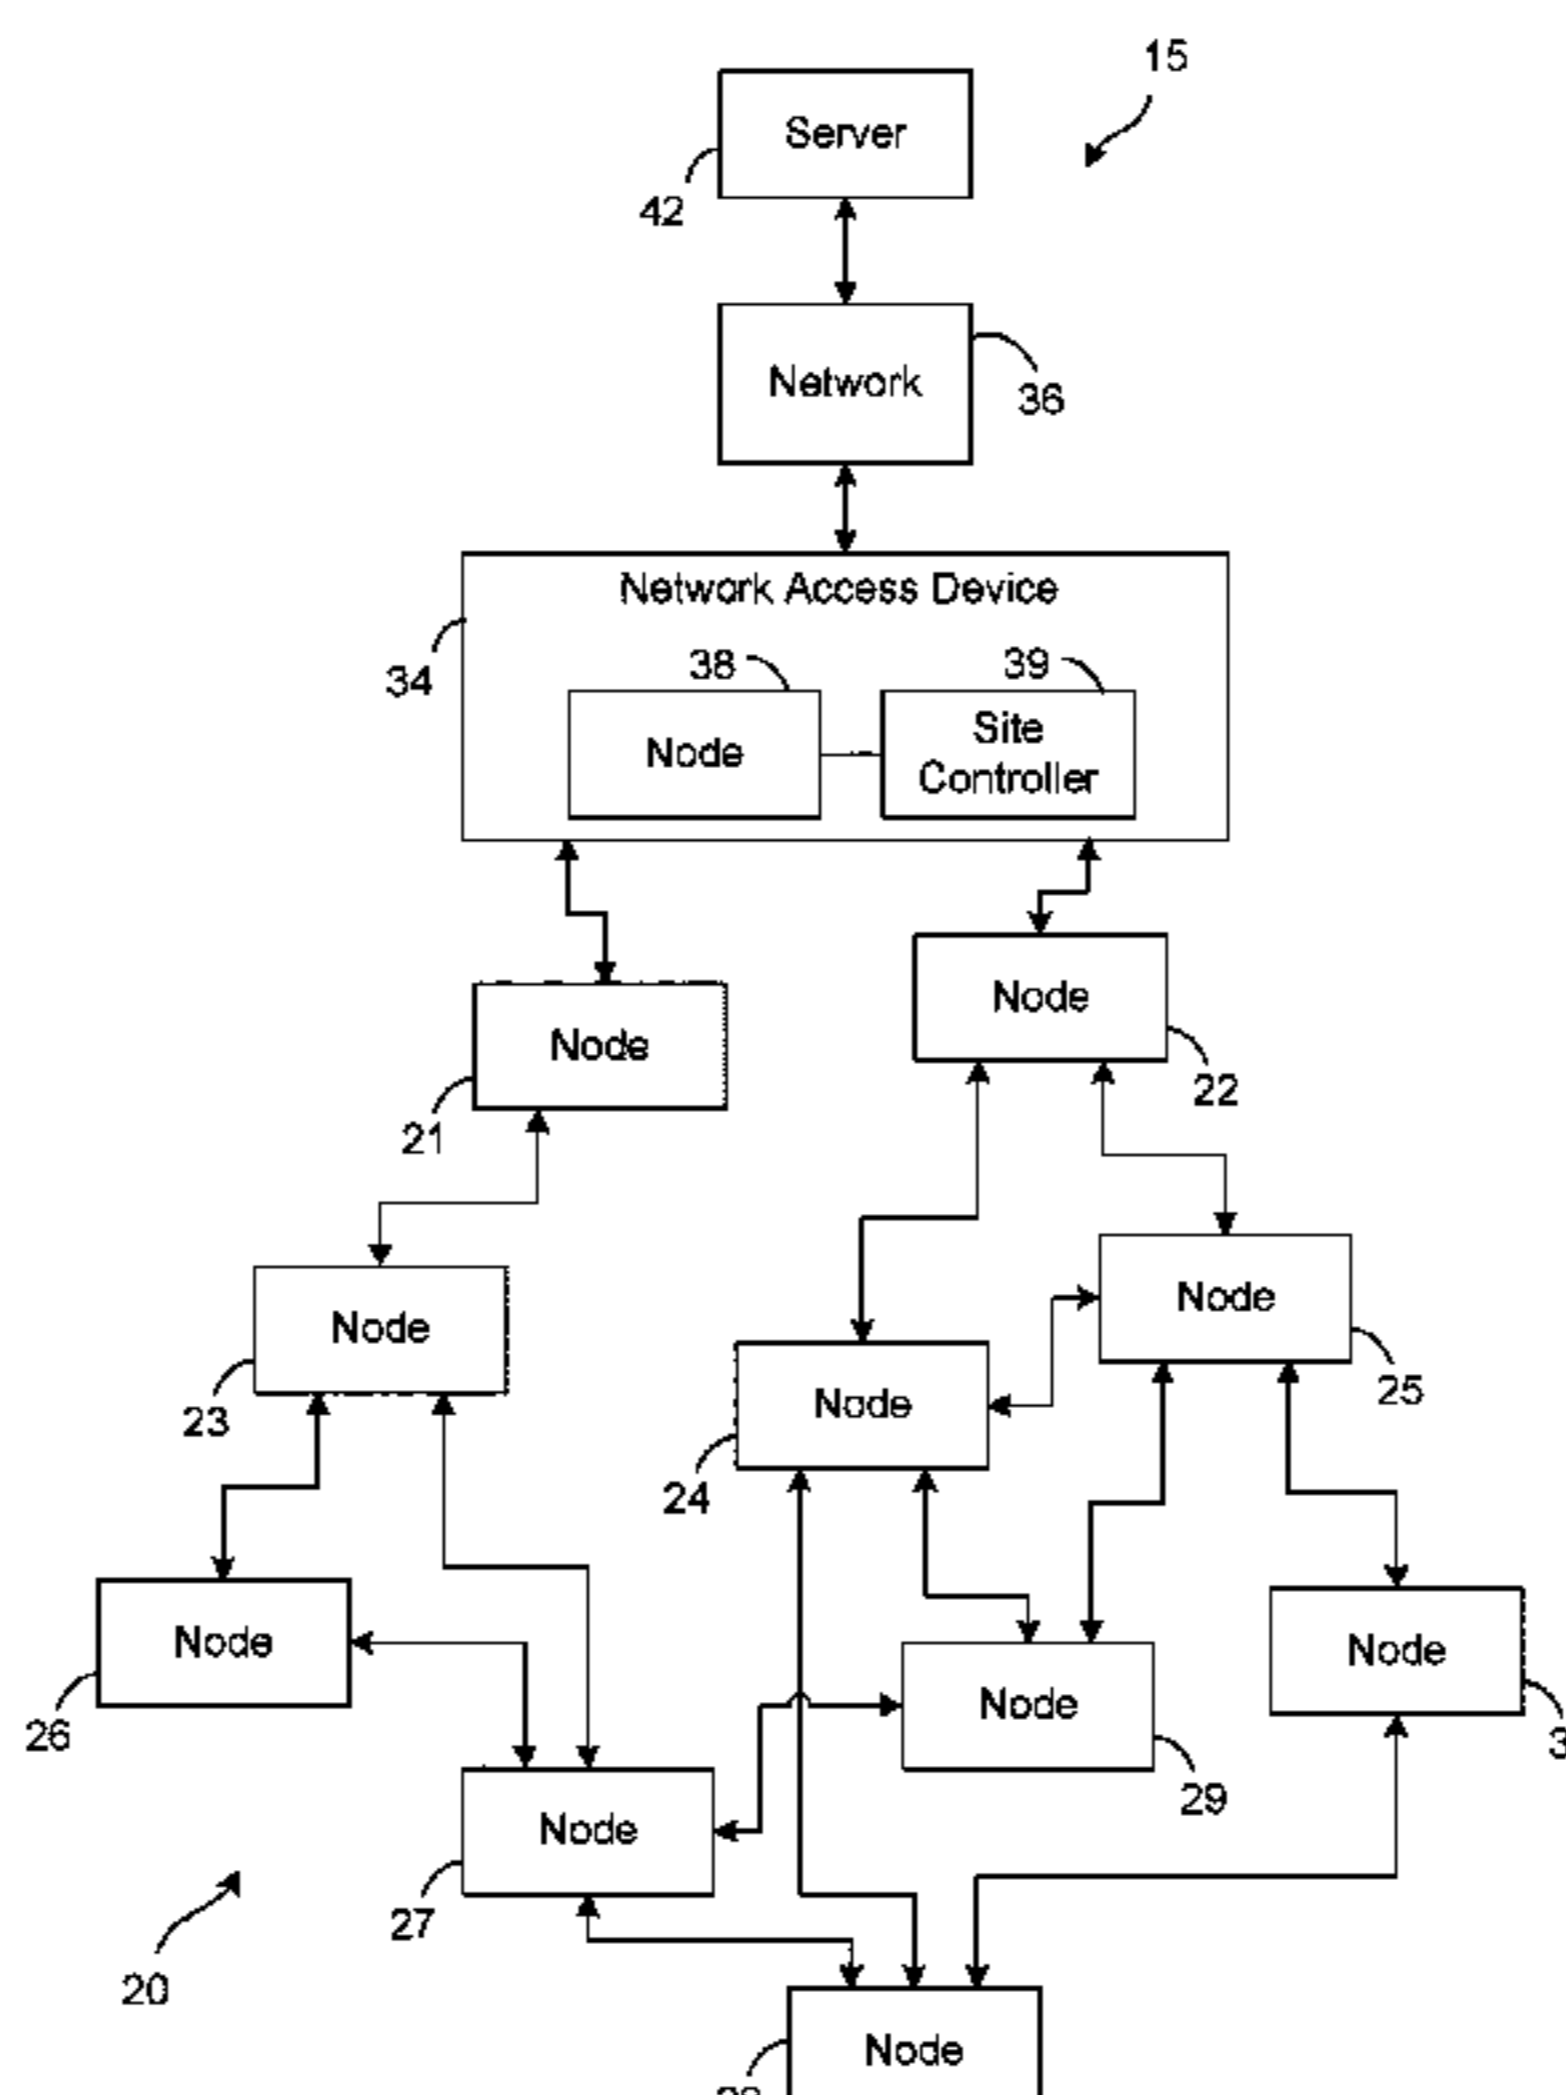 15
Server
42
Network
36
Network Access Device
34
38
39
Node
Site
Controller
Node
22
Node
21
Node
25
Node
23
Node
24
Node
26
Node
Node
29
Node
27
20
Node